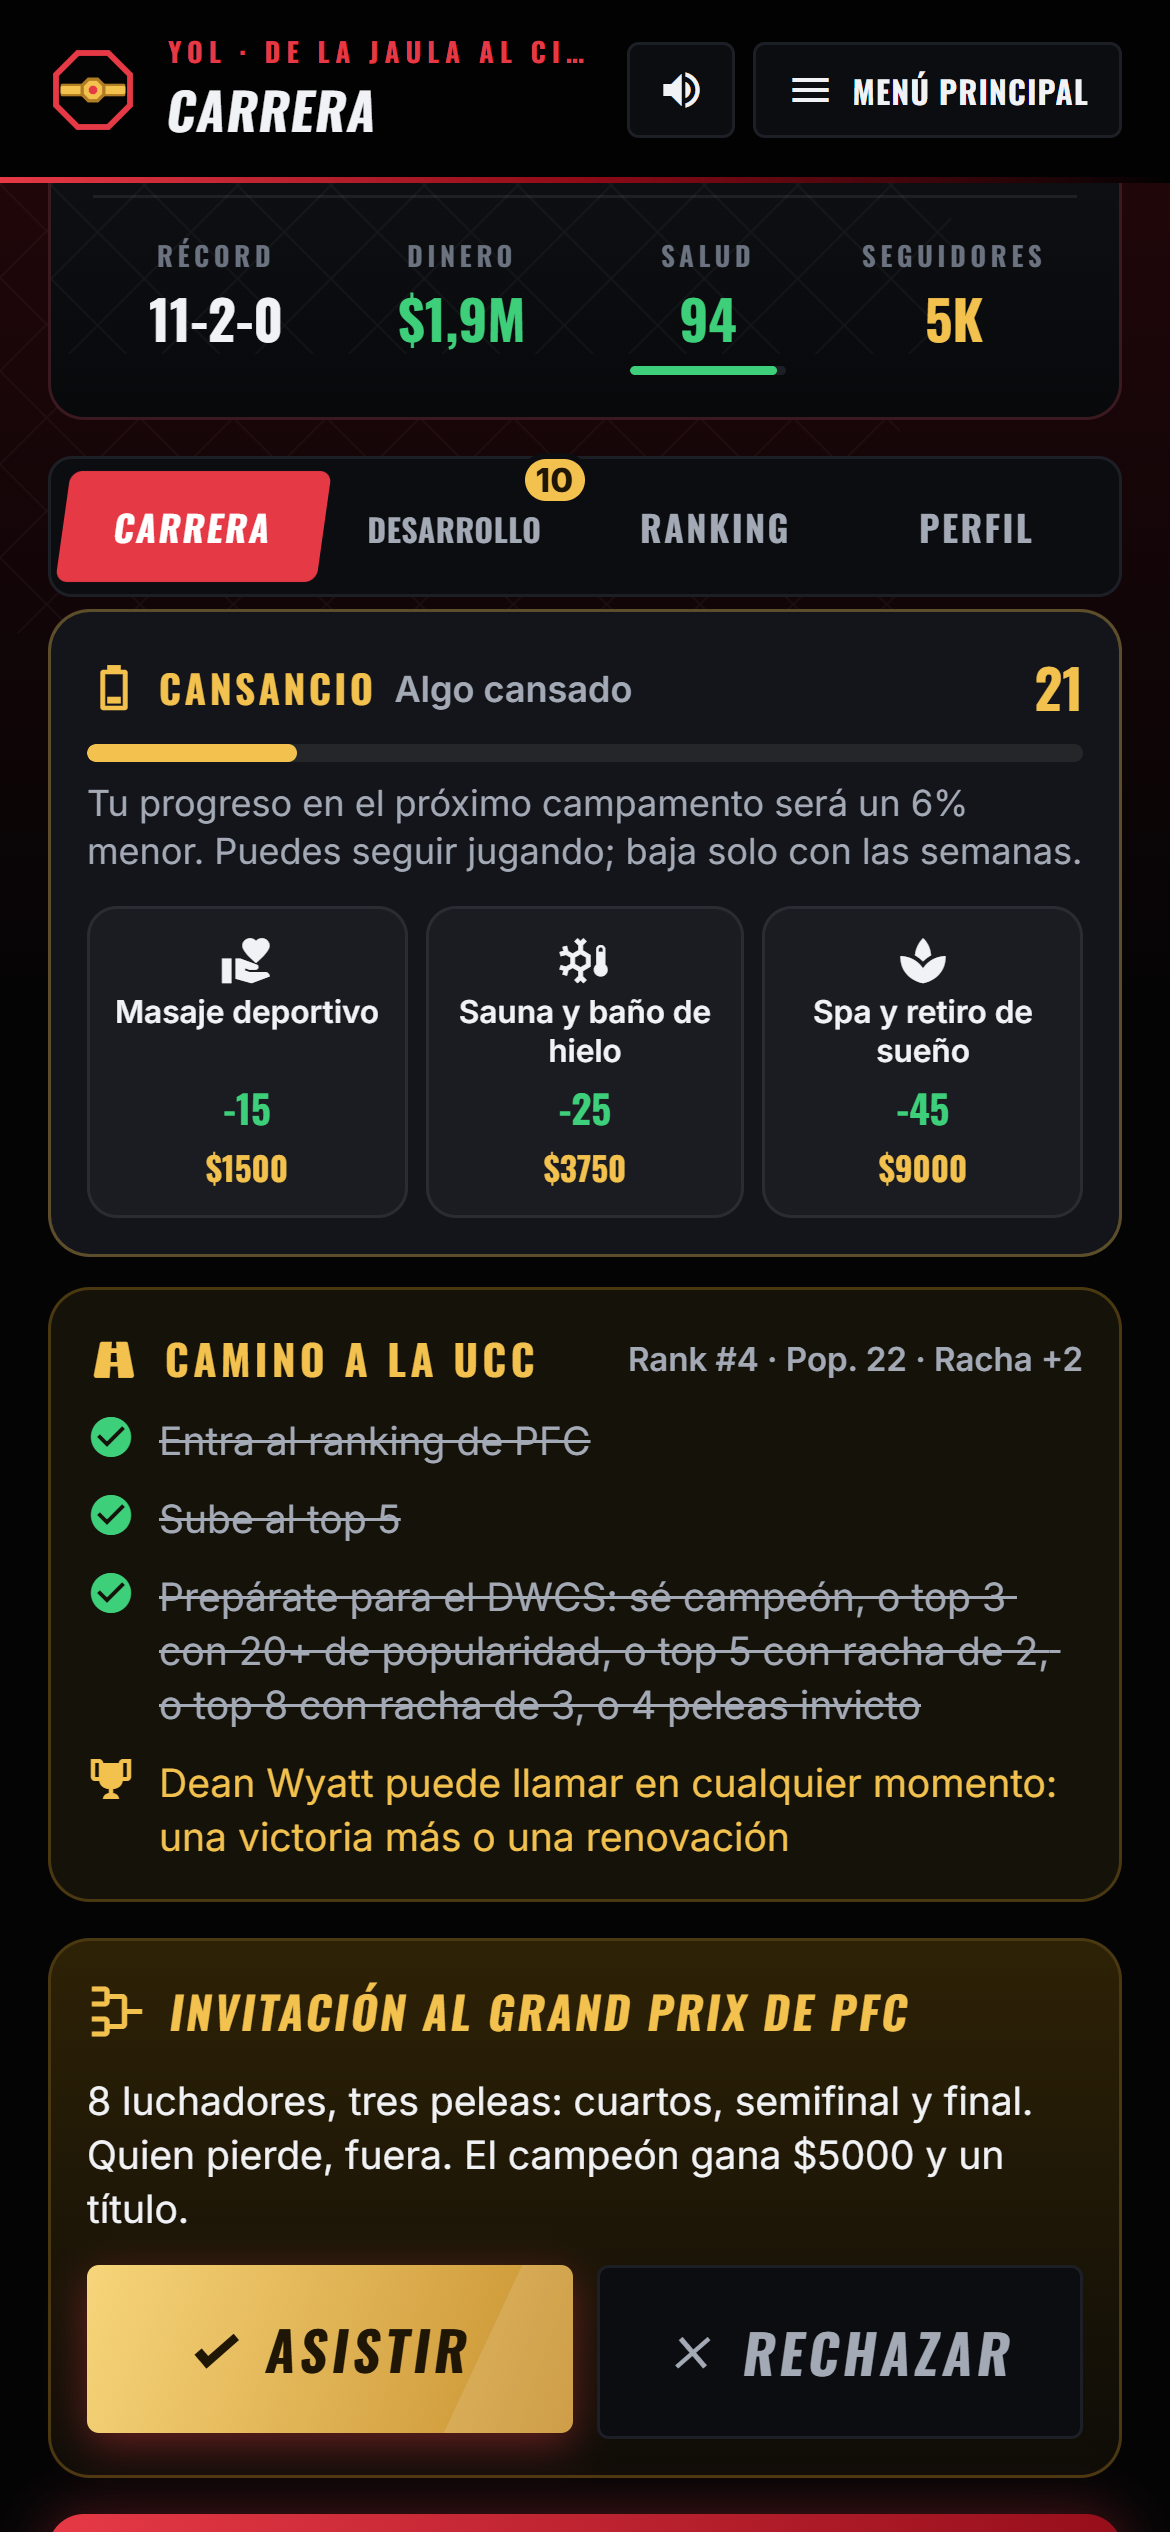 YOL · DE LA JAULA AL CI…
CARRERA
MENÚ PRINCIPAL
RÉCORD
DINERO
SALUD
SEGUIDORES
11-2-0
$1,9M
94
5K
CARRERA
DESARROLLO
10
RANKING
PERFIL
CANSANCIO Algo cansado
21
Tu progreso en el próximo campamento será un 6%
menor. Puedes seguir jugando; baja solo con las semanas.
Masaje deportivo
-15
$1500
Sauna y baño de
hielo
-25
$3750
Spa y retiro de
sueño
-45
$9000
CAMINO A LA UCC
Rank #4 · Pop. 22 · Racha +2
Entra al ranking de PFC
Sube al top 5
Prepárate para el DWCS: sé campeón, o top 3
con 20+ de popularidad, o top 5 con racha de 2,
o top 8 con racha de 3, o 4 peleas invicto
Dean Wyatt puede llamar en cualquier momento:
una victoria más o una renovación
INVITACIÓN AL GRAND PRIX DE PFC
8 luchadores, tres peleas: cuartos, semifinal y final.
Quien pierde, fuera. El campeón gana $5000 y un
título.
ASISTIR
RECHAZAR